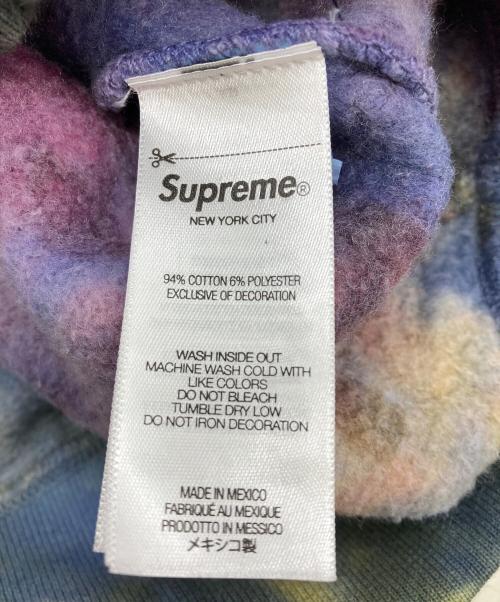 Supreme®
NEW YORK CITY
94% COTTON 6% POLYESTER
EXCLUSIVE OF DECORATION
WASH INSIDE OUT
MACHINE WASH COLD WITH
LIKE COLORS
DO NOT BLEACH
TUMBLE DRY LOW
DO NOT IRON DECORATION
MADE IN MEXICO
FABRIQUÉ AU MEXIQUE
PRODOTTO IN MESSICO
メキシコ製